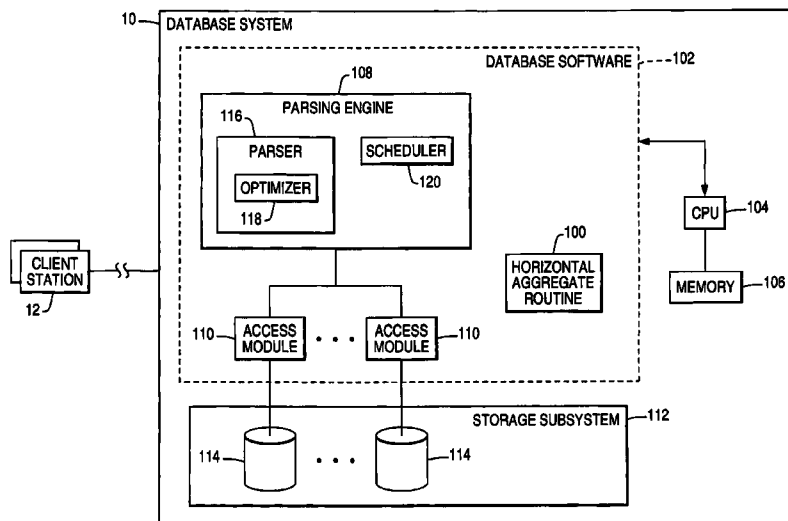 10
DATABASE SYSTEM
DATABASE SOFTWARE
102
108
PARSING ENGINE
116
PARSER
OPTIMIZER
118
SCHEDULER
120
CPU
104
MEMORY
106
CLIENT
STATION
12
100
HORIZONTAL
AGGREGATE
ROUTINE
110
ACCESS
MODULE
• • •
ACCESS
MODULE
110
STORAGE SUBSYSTEM
112
114
• • •
114